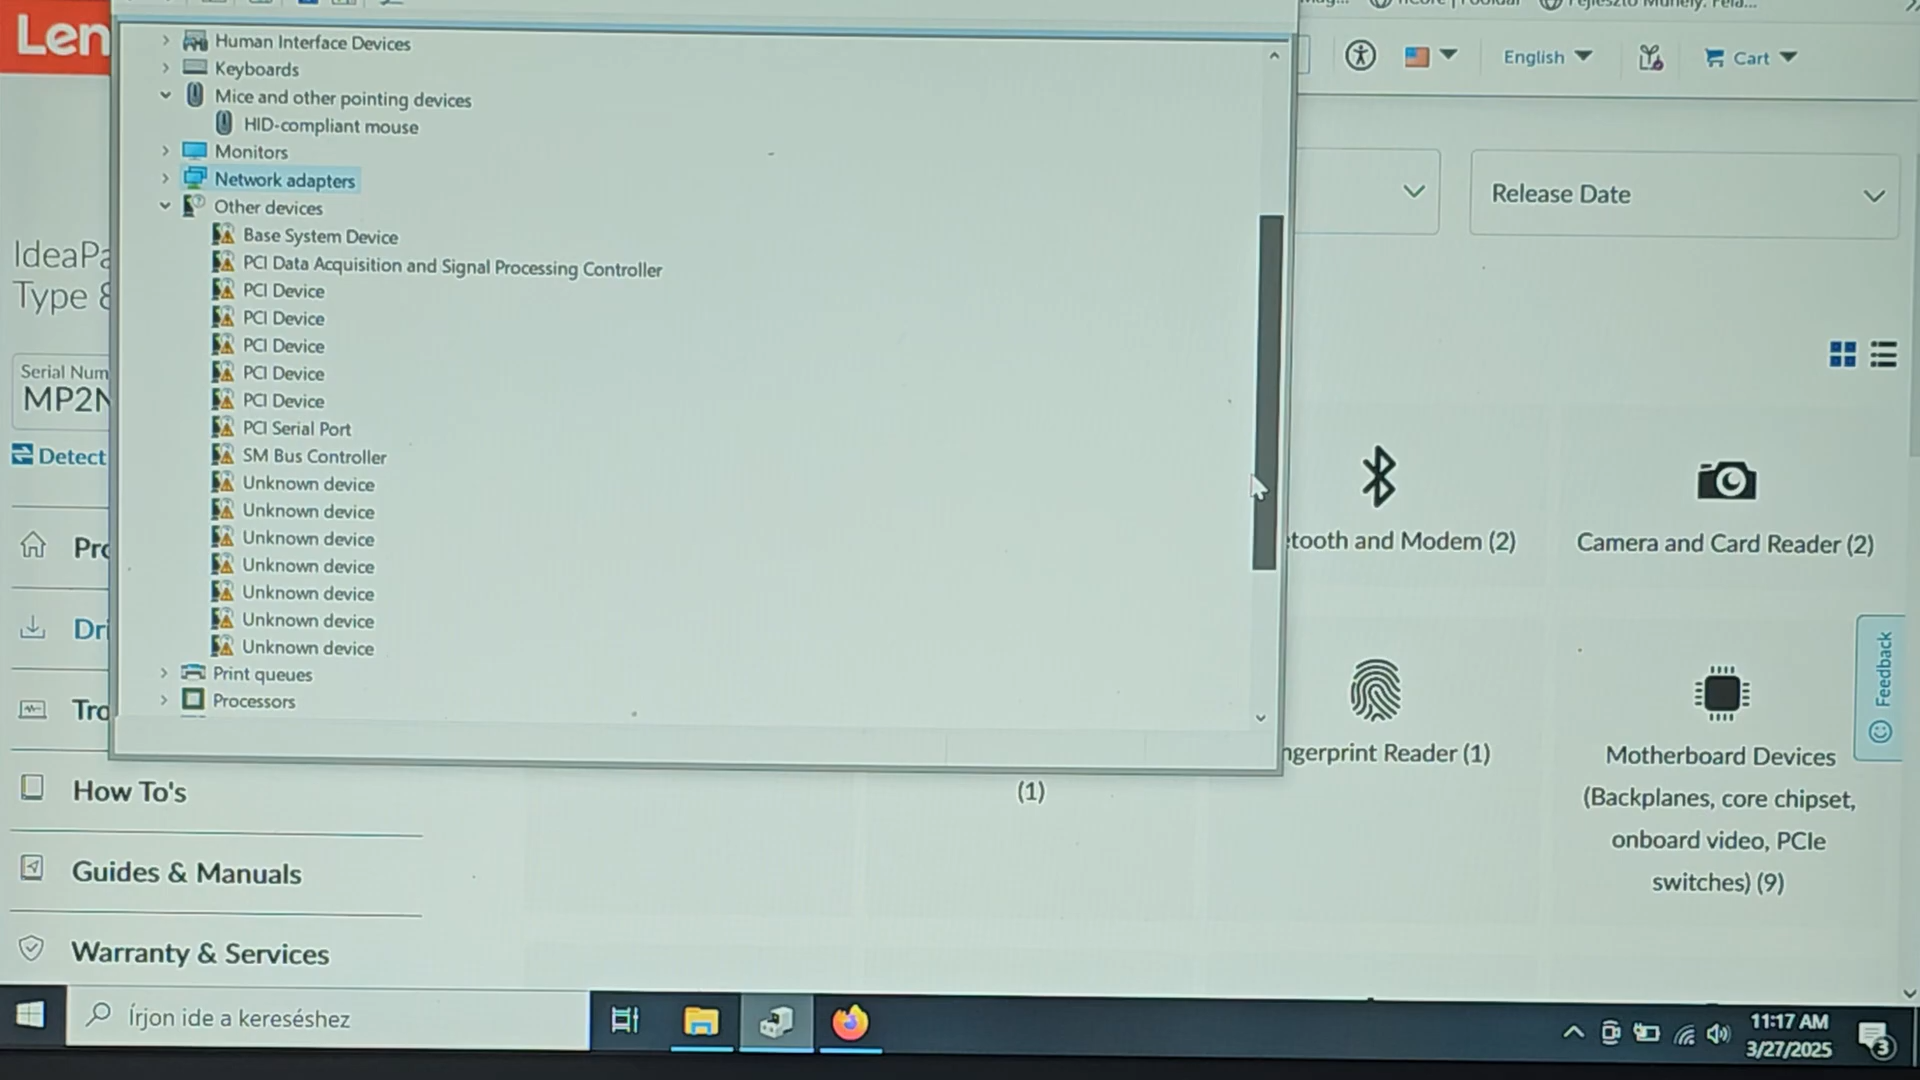 Len
Human Interface Devices
Keyboards
Mice and other pointing devices
HID-compliant mouse
Monitors
Network adapters
Other devices
Base System Device
PCI Data Acquisition and Signal Processing Controller
PCI Device
PCI Device
PCI Device
PCI Device
PCI Device
PCI Serial Port
SM Bus Controller
Unknown device
Unknown device
Unknown device
Unknown device
Unknown device
Unknown device
Unknown device
Print queues
Processors
English
Cart
Release Date
IdeaPa
Type 8
Serial Num
MP2N
Detect
Pro
Dri
Tro
How To's
Guides & Manuals
Warranty & Services
(1)
tooth and Modem (2)
Camera and Card Reader (2)
ngerprint Reader (1)
Motherboard Devices
(Backplanes, core chipset,
onboard video, PCIe
switches) (9)
Feedback
Írjon ide a kereséshez
11:17 AM
3/27/2025
3